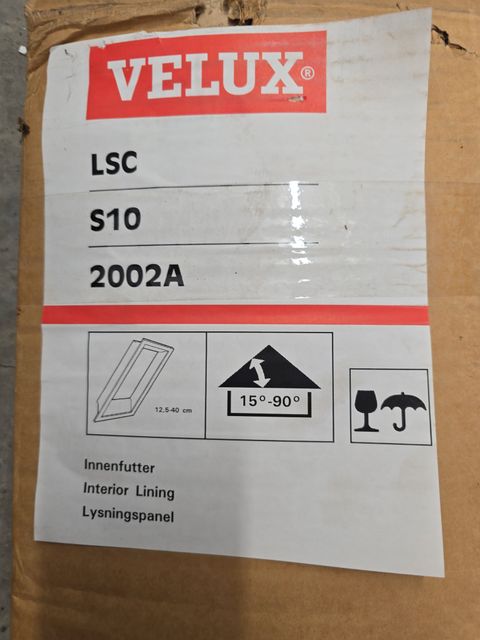 VELUX®
LSC
S10
2002A
12,5-40 cm
15°-90°
Innenfutter
Interior Lining
Lysningspanel